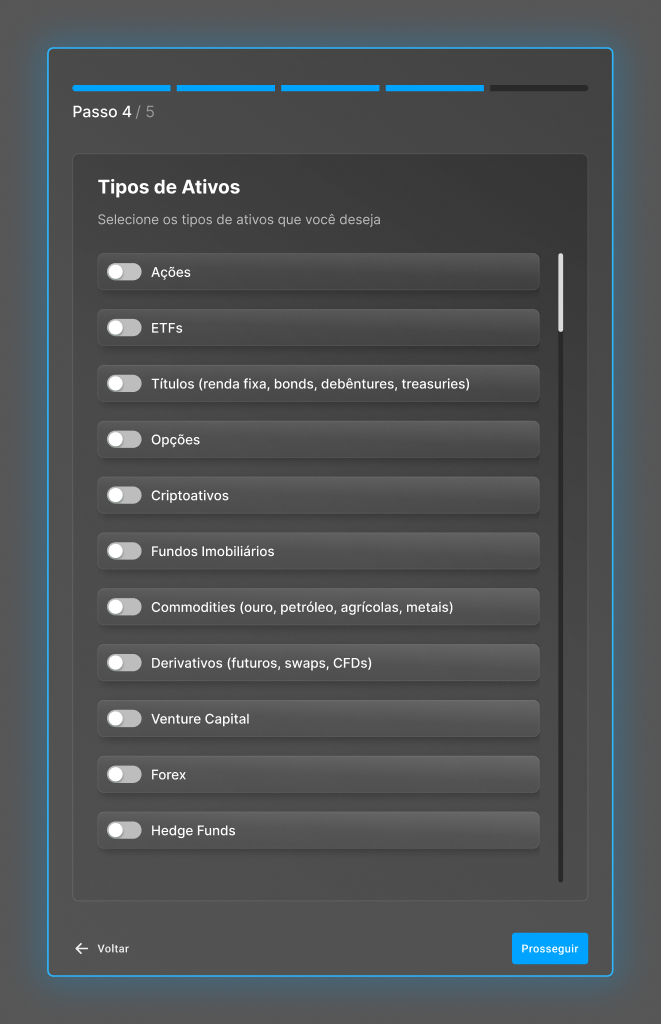 Passo 4 / 5
Tipos de Ativos
Selecione os tipos de ativos que você deseja
Ações
ETFs
Títulos (renda fixa, bonds, debêntures, treasuries)
Opções
Criptoativos
Fundos Imobiliários
Commodities (ouro, petróleo, agrícolas, metais)
Derivativos (futuros, swaps, CFDs)
Venture Capital
Forex
Hedge Funds
Voltar
Prosseguir